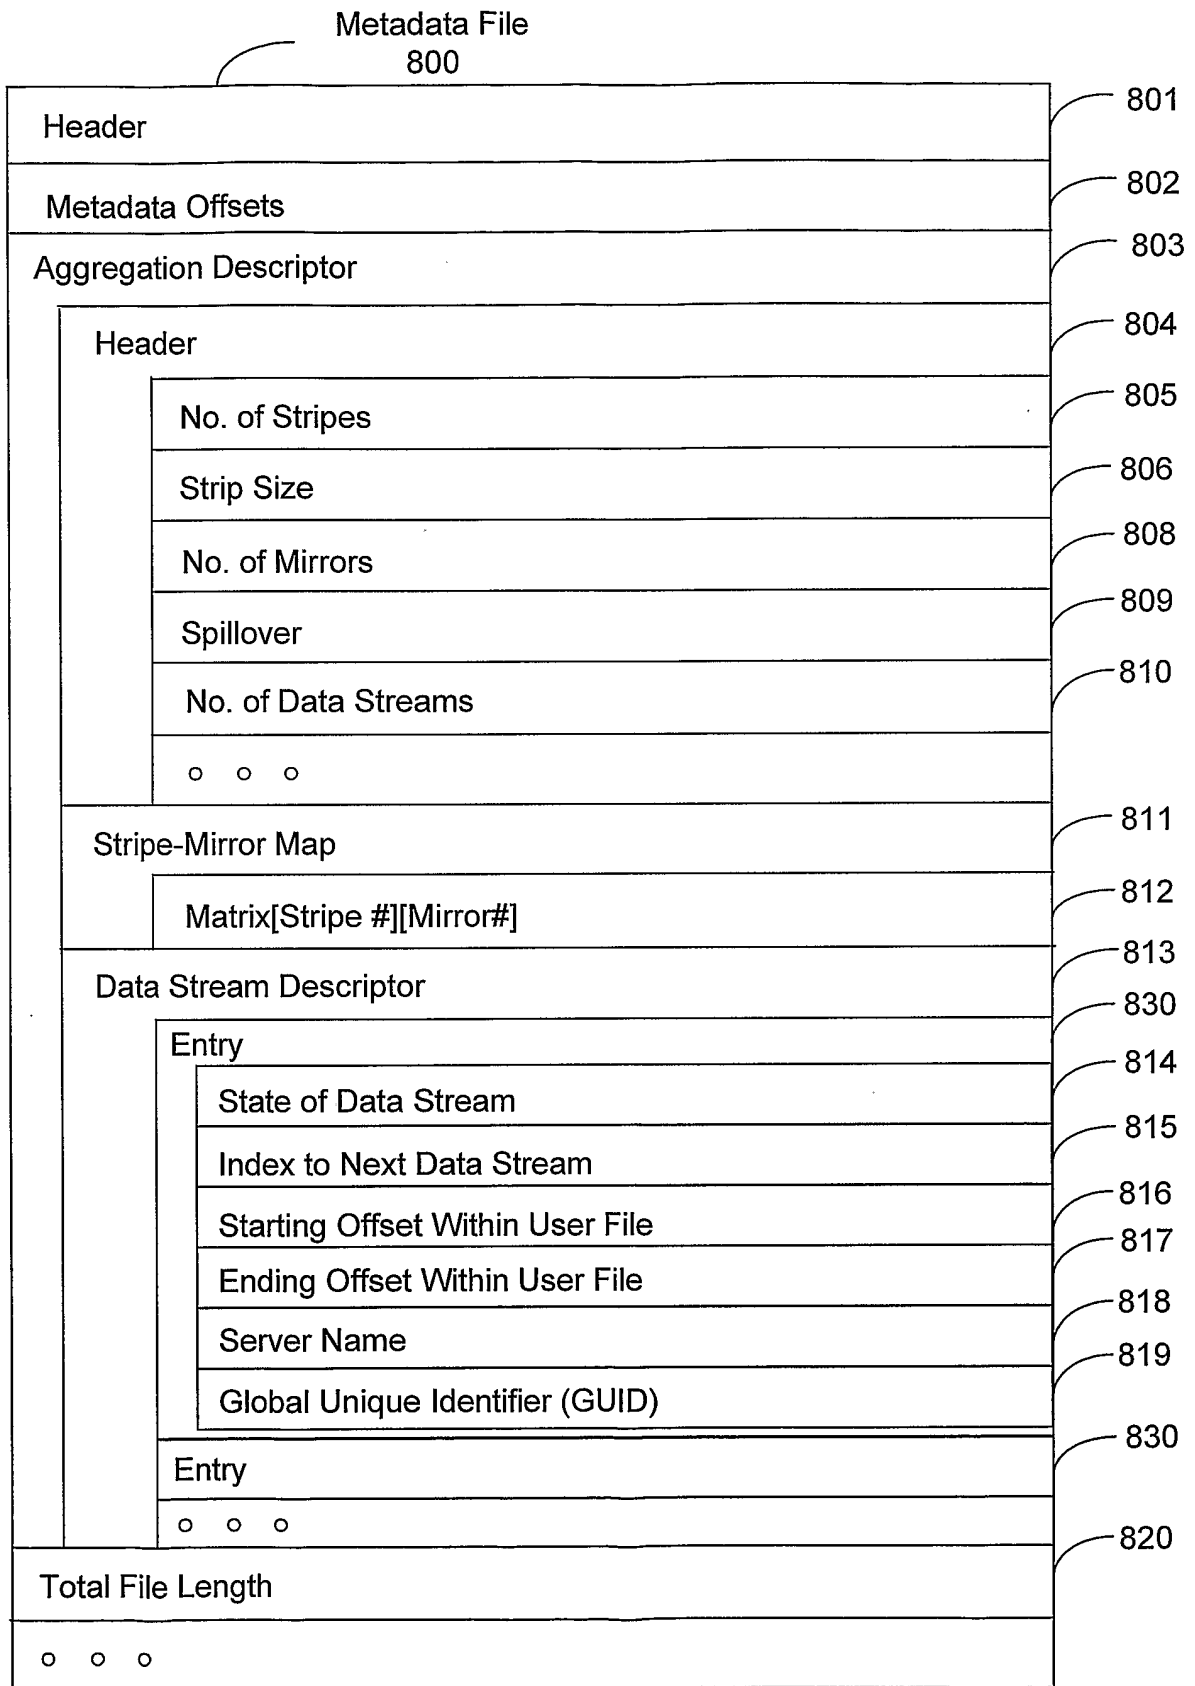 Metadata File
800
Header 801
Metadata Offsets 802
Aggregation Descriptor 803
Header 804
No. of Stripes 805
Strip Size 806
No. of Mirrors 808
Spillover 809
No. of Data Streams 810
Stripe-Mirror Map 811
Matrix[Stripe #][Mirror#] 812
Data Stream Descriptor 813
Entry 830
State of Data Stream 814
Index to Next Data Stream 815
Starting Offset Within User File 816
Ending Offset Within User File 817
Server Name 818
Global Unique Identifier (GUID) 819
Entry 830
Total File Length 820